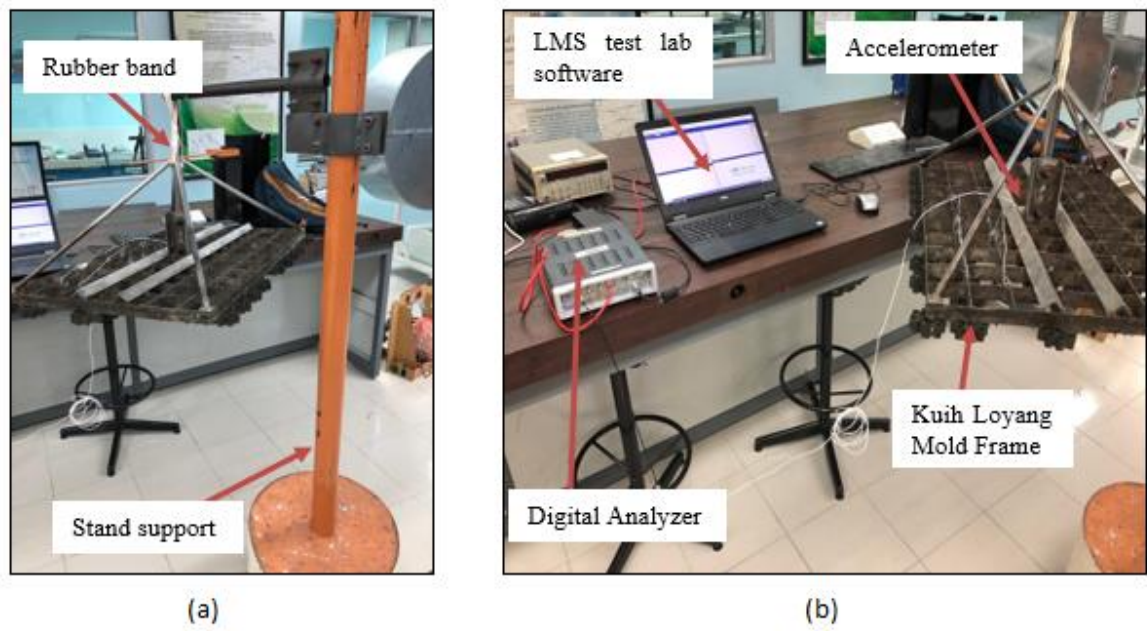 Rubber band
Stand support
(a)
LMS test lab
software
Accelerometer
Kuih Loyang
Mold Frame
Digital Analyzer
(b)